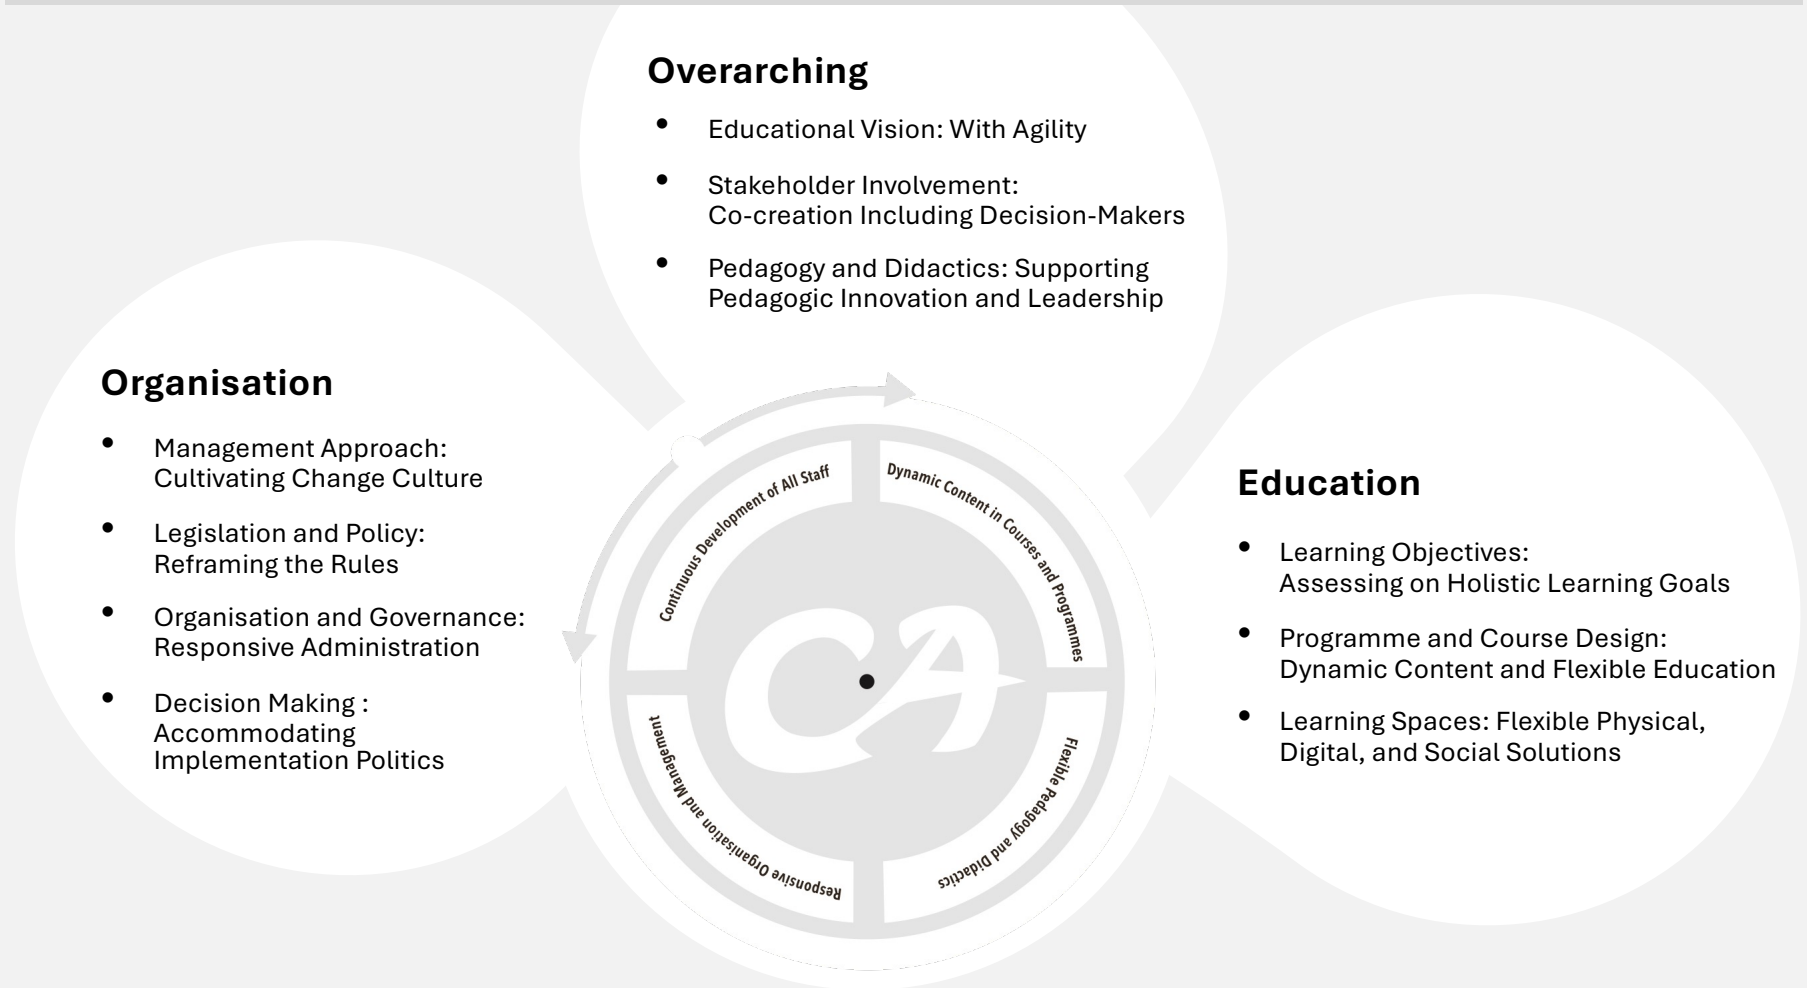 Overarching
• Educational Vision: With Agility
• Stakeholder Involvement:
Co-creation Including Decision-Makers
• Pedagogy and Didactics: Supporting
Pedagogic Innovation and Leadership
Organisation
• Management Approach:
Cultivating Change Culture
• Legislation and Policy:
Reframing the Rules
• Organisation and Governance:
Responsive Administration
• Decision Making :
Accommodating
Implementation Politics
Continuous Development of All Staff
Dynamic Content in Courses and Programmes
Flexible Pedagogy and Didactics
Responsive Organisation and Management
CA
Education
• Learning Objectives:
Assessing on Holistic Learning Goals
• Programme and Course Design:
Dynamic Content and Flexible Education
• Learning Spaces: Flexible Physical,
Digital, and Social Solutions